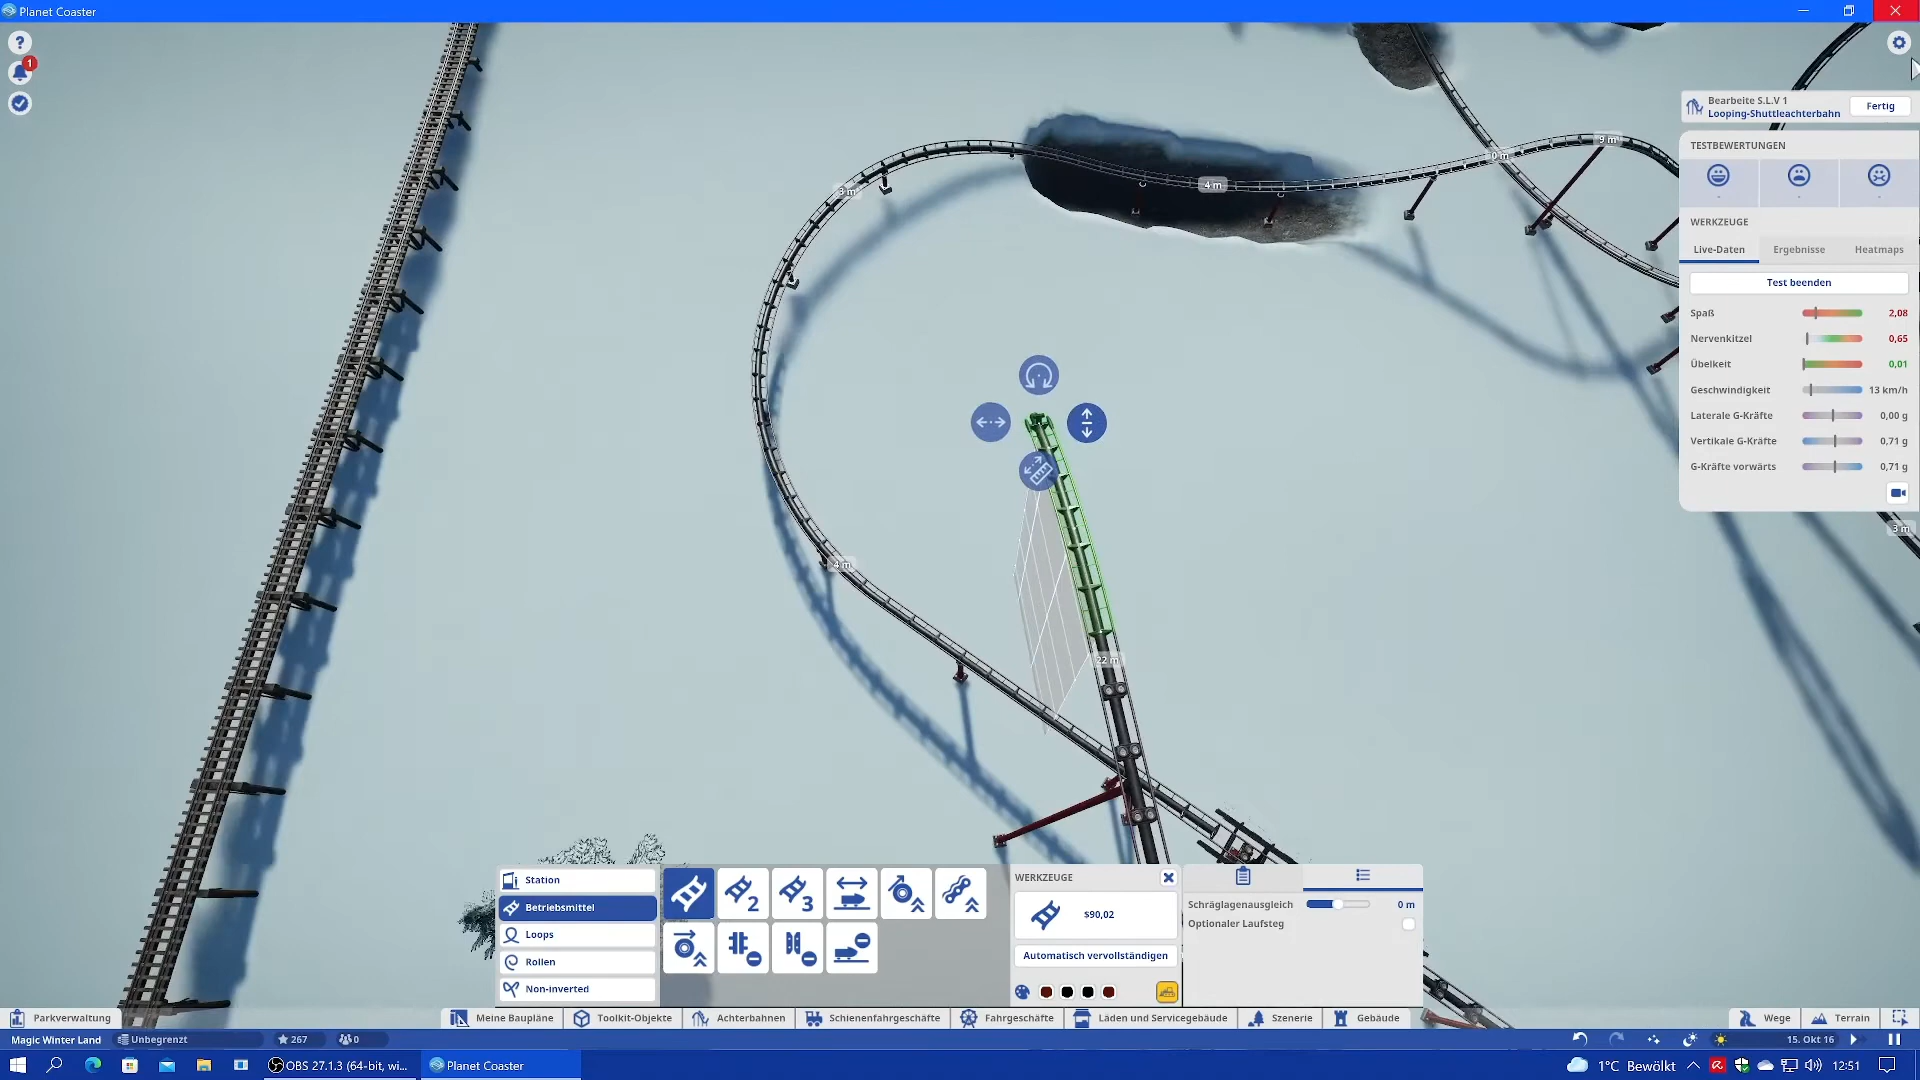 Planet Coaster
?
1
Bearbeite S.L.V 1
Looping-Shuttleachterbahn
Fertig
TESTBEWERTUNGEN
- - -
WERKZEUGE
Live-Daten Ergebnisse Heatmaps
Test beenden
Spaß 2,08
Nervenkitzel 0,65
Übelkeit 0,01
Geschwindigkeit 13 km/h
Laterale G-Kräfte 0,00 g
Vertikale G-Kräfte 0,71 g
G-Kräfte vorwärts 0,71 g
9 m
0 m
4 m
3 m
3 m
4 m
22 m
Station
Betriebsmittel
Loops
Rollen
Non-inverted
2
3
WERKZEUGE
$90,02
Automatisch vervollständigen
Schräglagenausgleich 0 m
Optionaler Laufsteg
Parkverwaltung
Meine Baupläne
Toolkit-Objekte
Achterbahnen
Schienenfahrgeschäfte
Fahrgeschäfte
Läden und Servicegebäude
Szenerie
Gebäude
Wege
Terrain
Magic Winter Land
Unbegrenzt
267
0
15. Okt 16
OBS 27.1.3 (64-bit, wi...
Planet Coaster
1°C Bewölkt
12:51